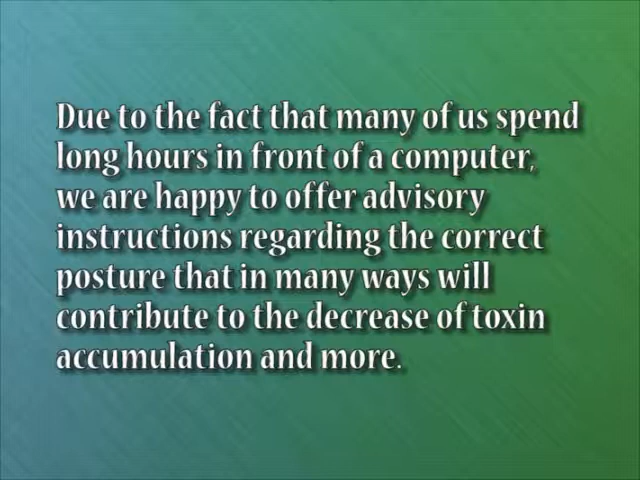 Due to the fact that many of us spend
long hours in front of a computer,
we are happy to offer advisory
instructions regarding the correct
posture that in many ways will
contribute to the decrease of toxin
accumulation and more.